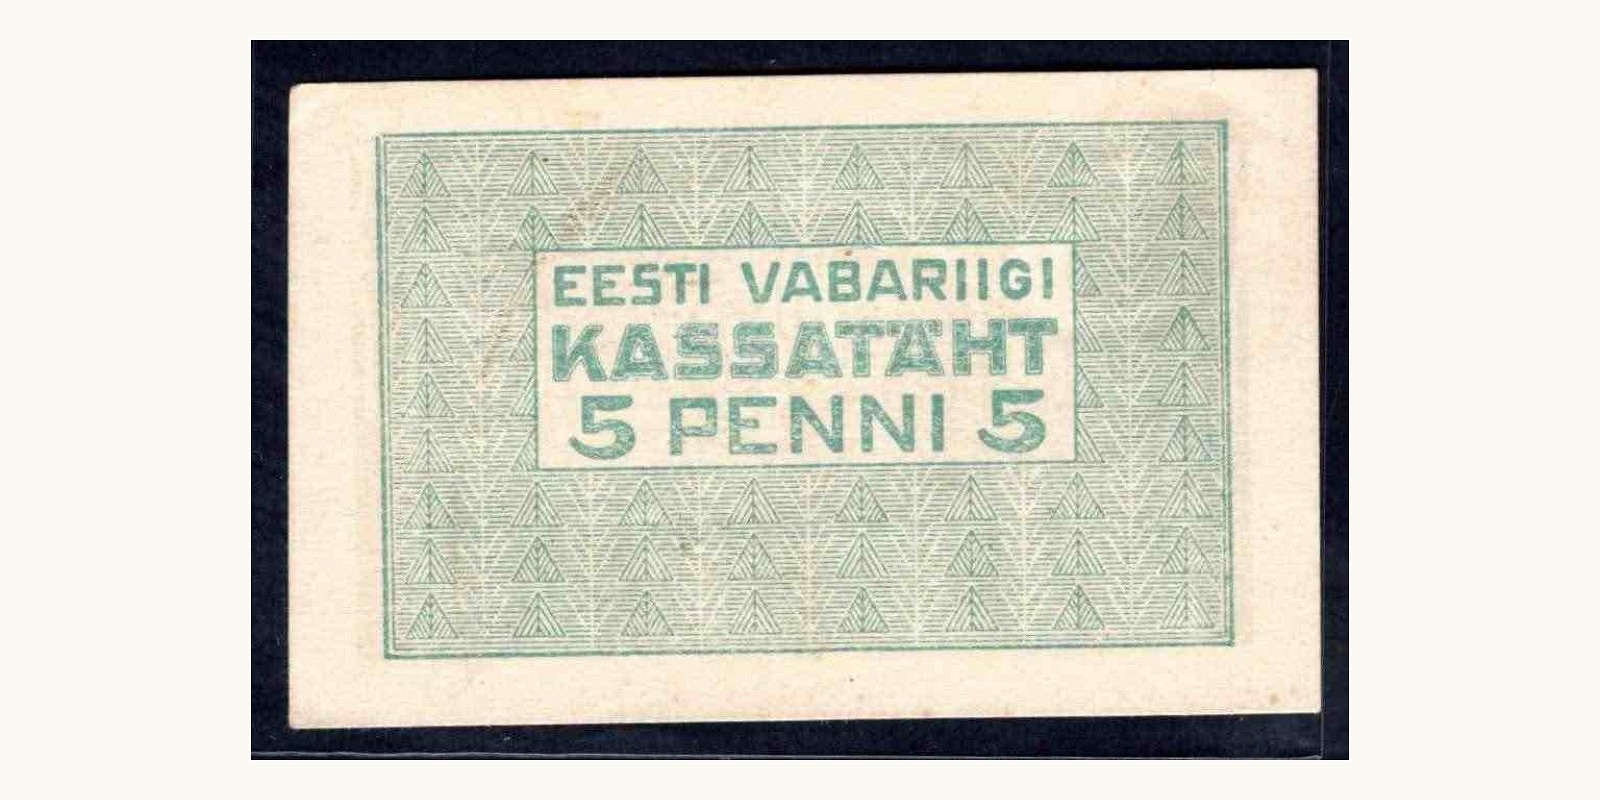 EESTI VABARIIGI
KASSATÄHT
5 PENNI 5